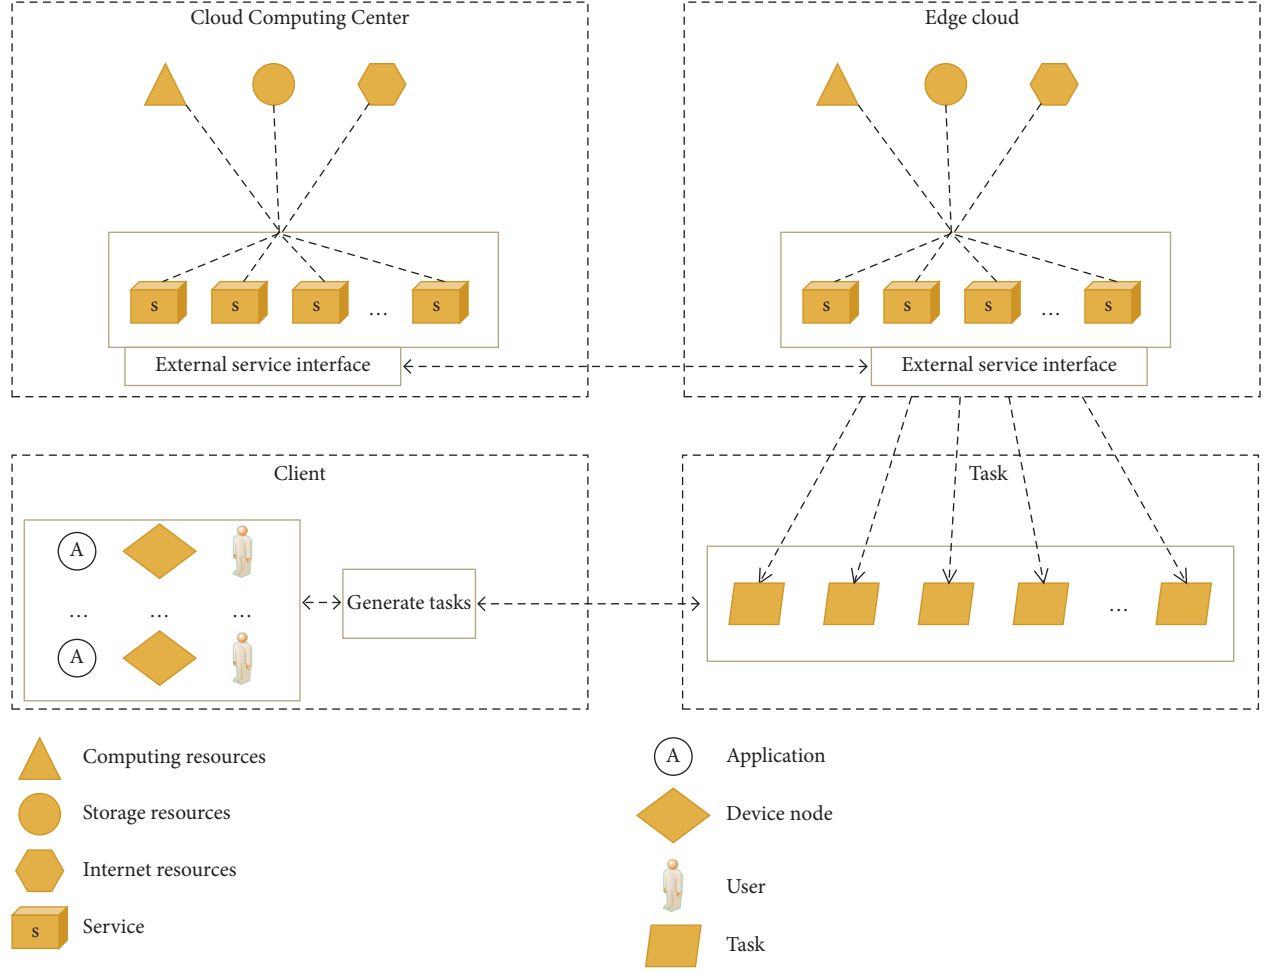 Cloud Computing Center
s s s ... s
External service interface
Edge cloud
s s s ... s
External service interface
Client
A
... ... ...
A
Generate tasks
Task
...
Computing resources
Storage resources
Internet resources
s Service
A Application
Device node
User
Task